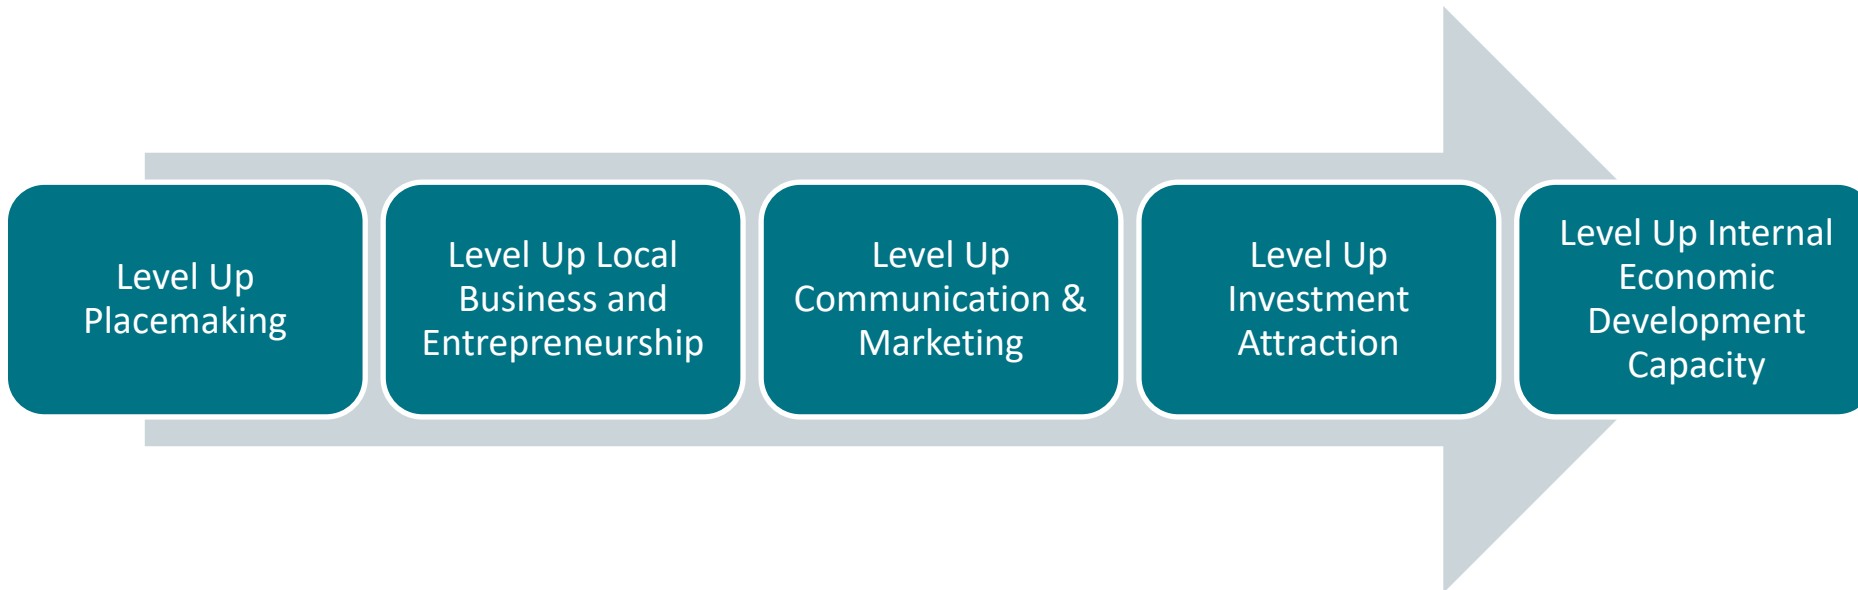 Level Up
Placemaking
Level Up Local
Business and
Entrepreneurship
Level Up
Communication &
Marketing
Level Up
Investment
Attraction
Level Up Internal
Economic
Development
Capacity